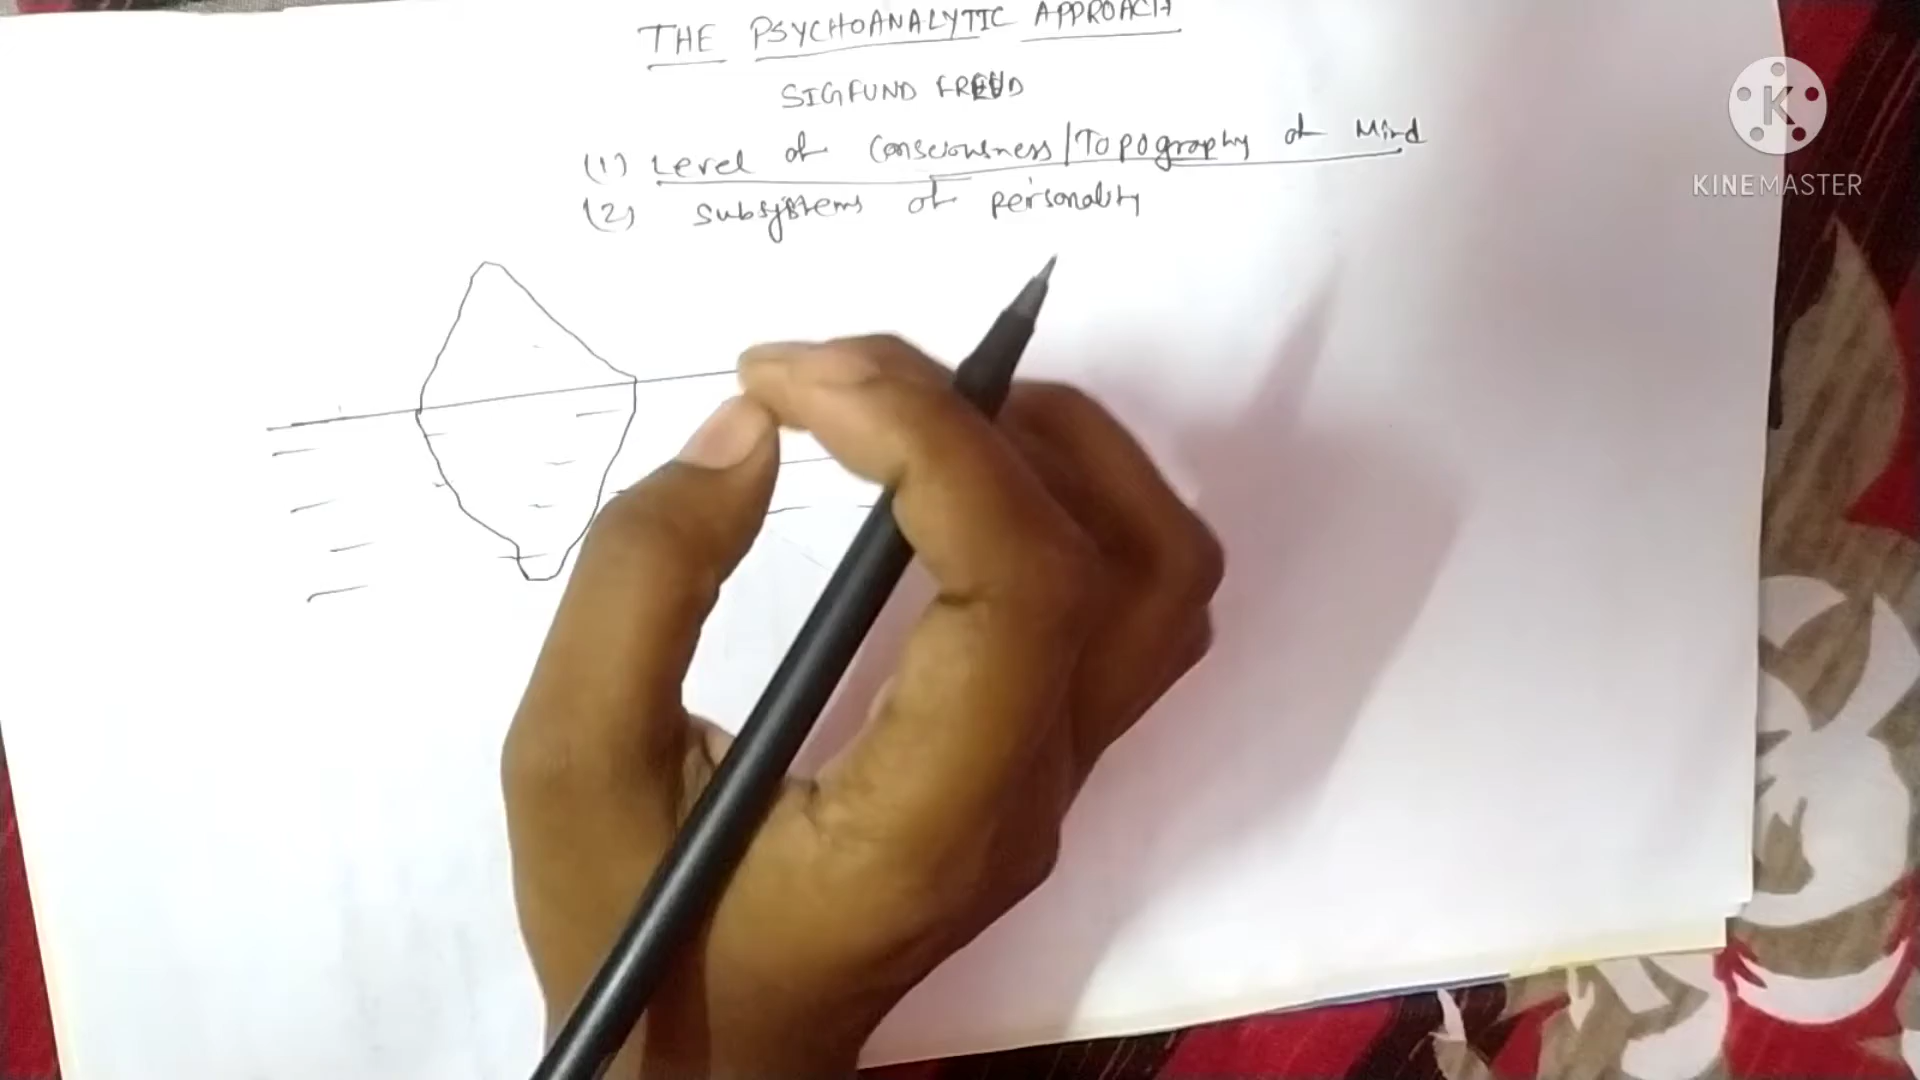 THE PSYCHOANALYTIC APPROACH
SIGFUND FREUD
(1) Level of Consciousness/Topography of Mind
(2) subsystems of personality
K
KINEMASTER